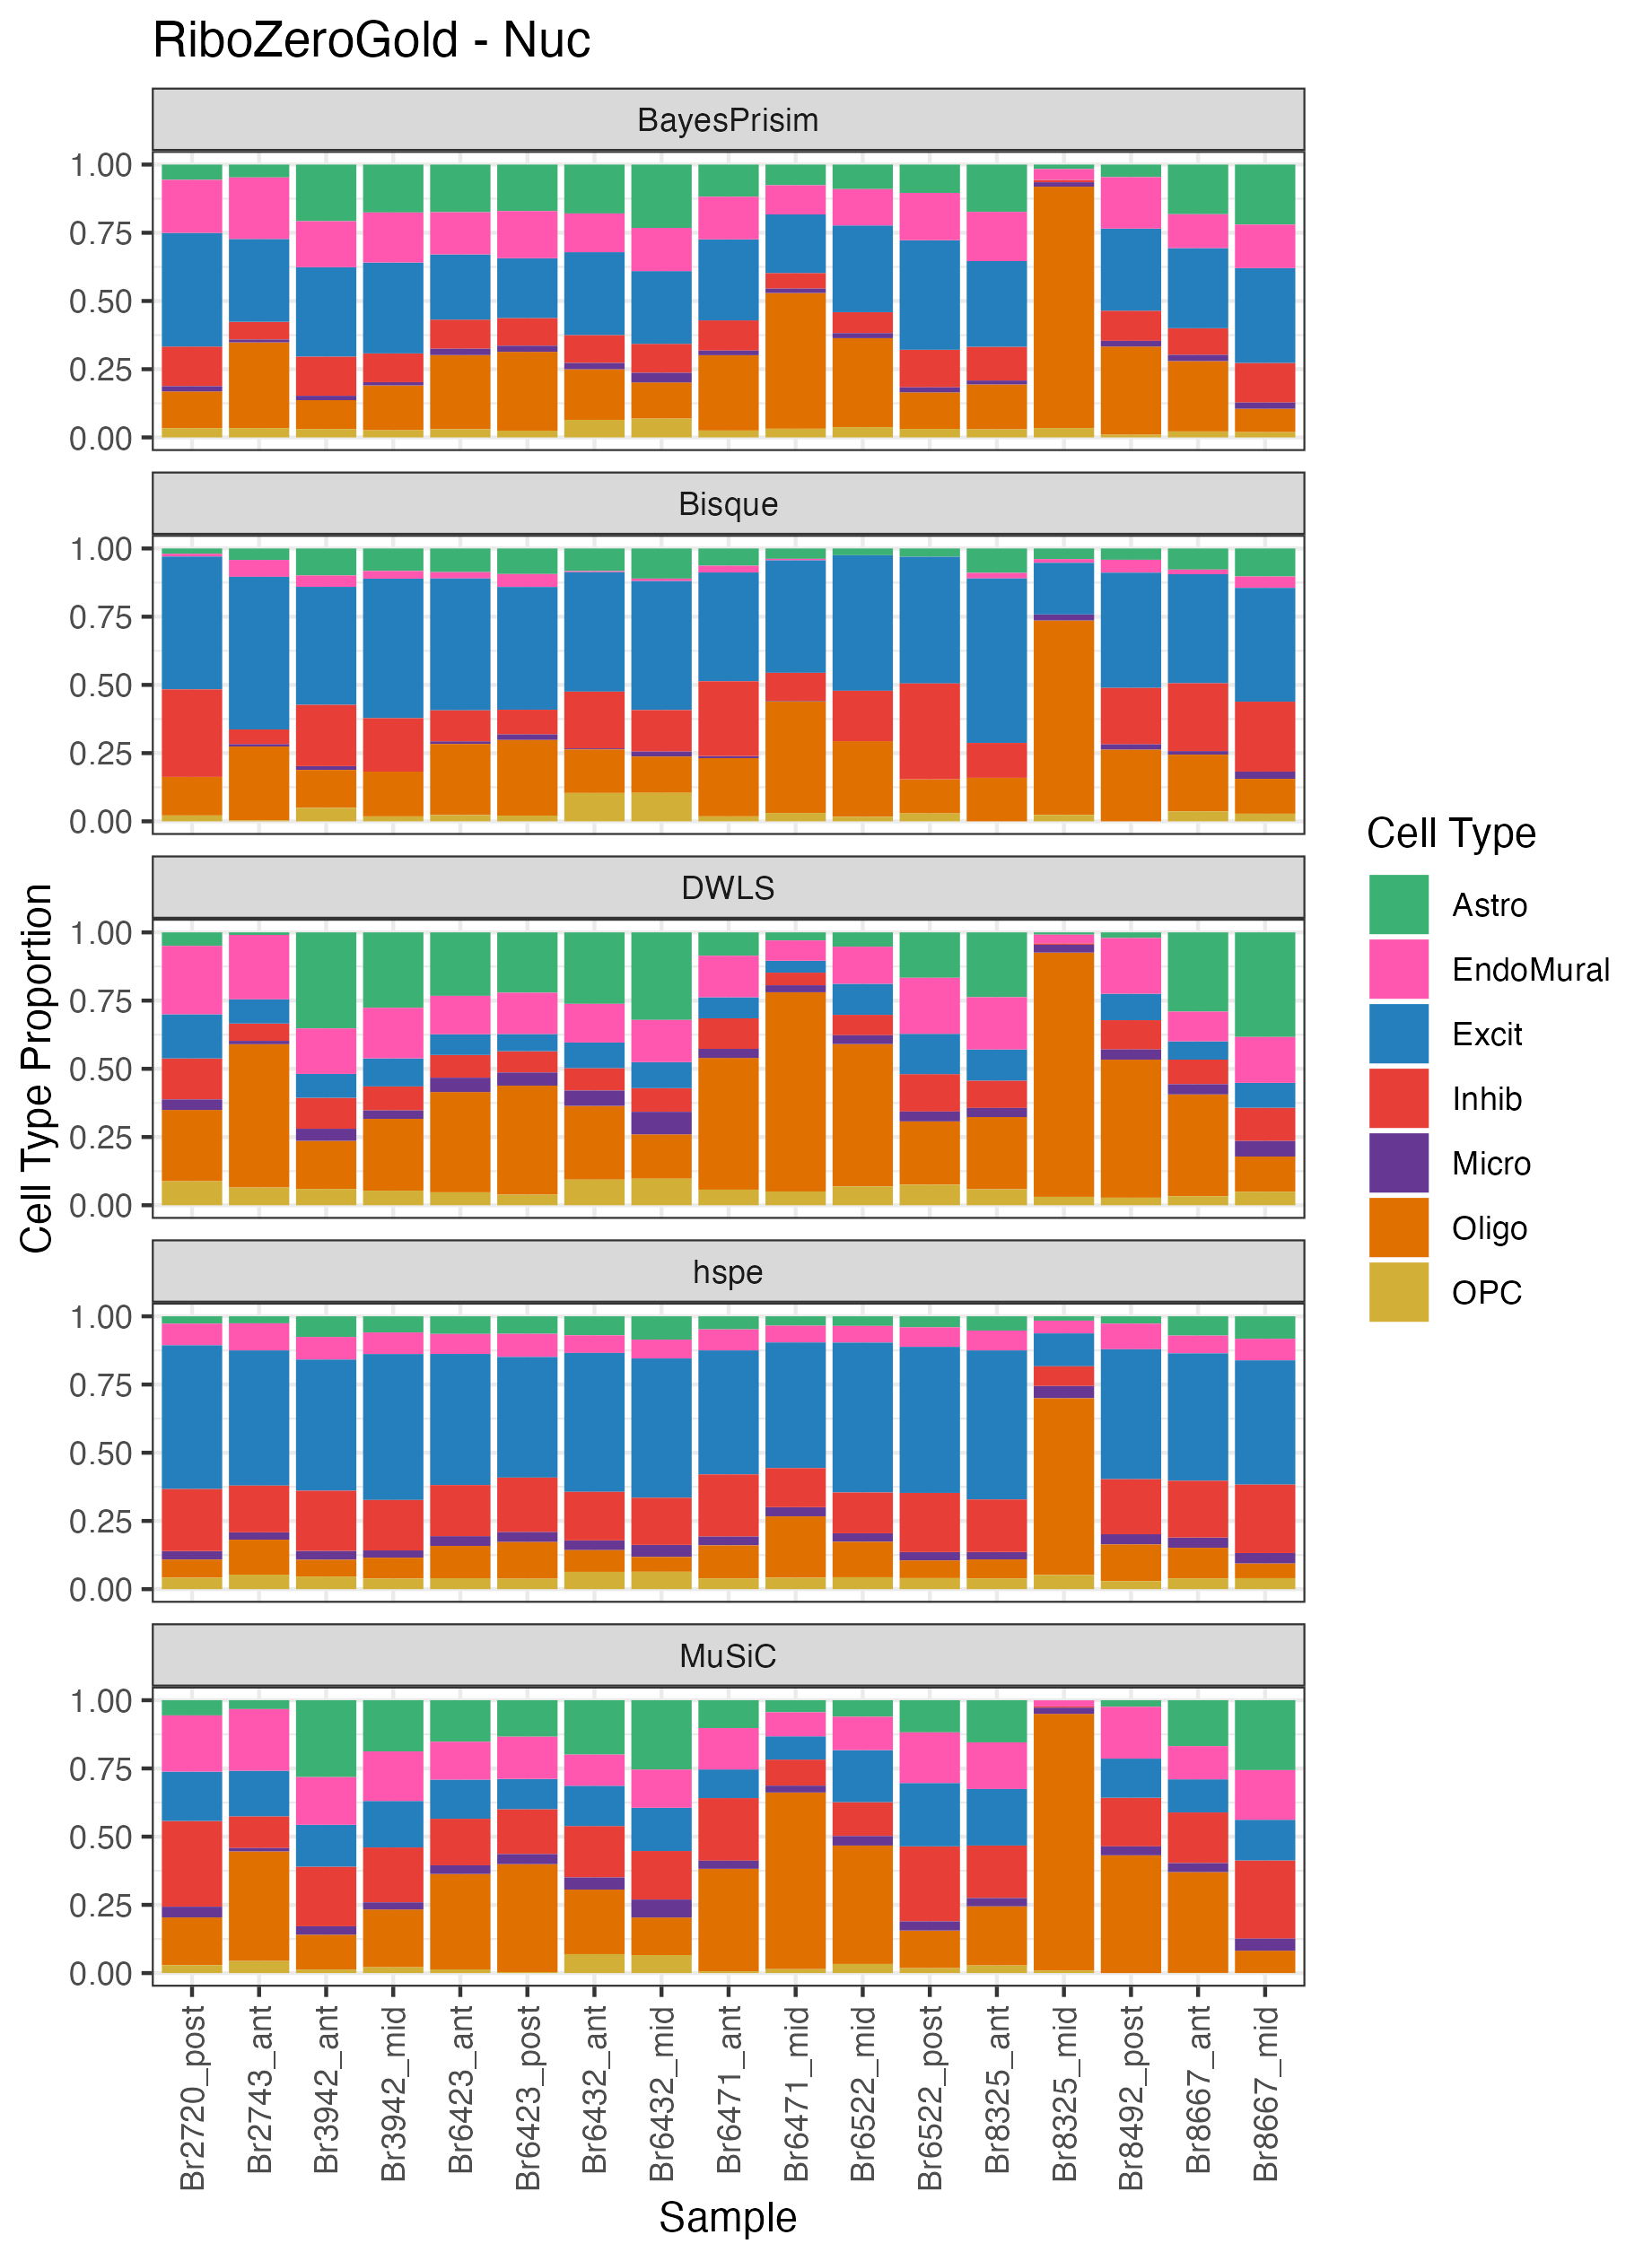 RiboZeroGold - Nuc
BayesPrisim
1.00
0.75
0.50
0.25
0.00
Bisque
1.00
0.75
0.50
0.25
0.00
DWLS
1.00
0.75
0.50
0.25
0.00
hspe
1.00
0.75
0.50
0.25
0.00
MuSiC
1.00
0.75
0.50
0.25
0.00
Cell Type Proportion
Br2720_post
Br2743_ant
Br3942_ant
Br3942_mid
Br6423_ant
Br6423_post
Br6432_ant
Br6432_mid
Br6471_ant
Br6471_mid
Br6522_mid
Br6522_post
Br8325_ant
Br8325_mid
Br8492_post
Br8667_ant
Br8667_mid
Sample
Cell Type
Astro
EndoMural
Excit
Inhib
Micro
Oligo
OPC